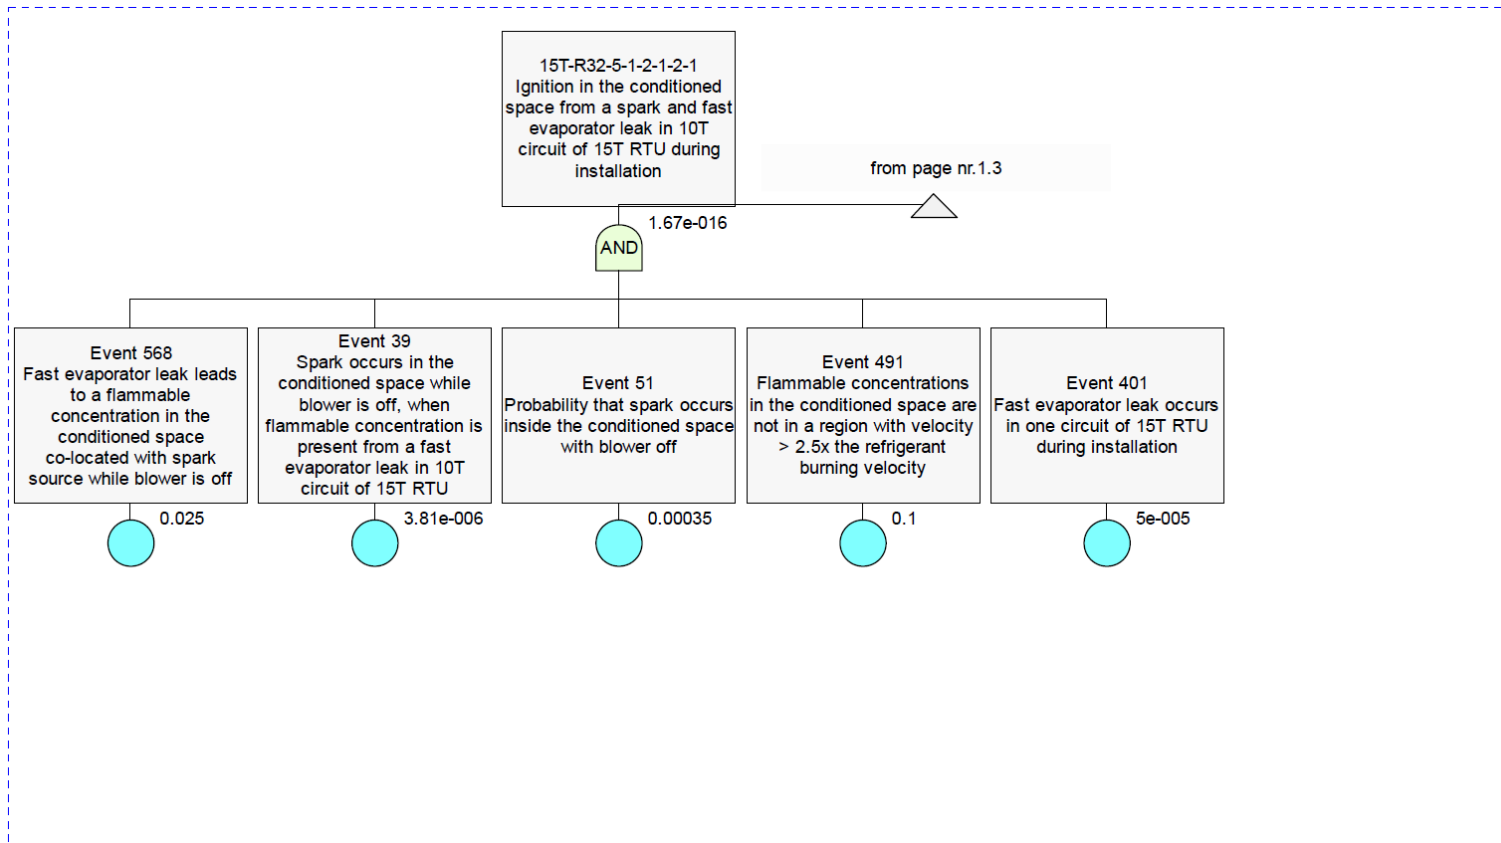 15T-R32-5-1-2-1-2-1
Ignition in the conditioned
space from a spark and fast
evaporator leak in 10T
circuit of 15T RTU during
installation
from page nr.1.3
1.67e-016
AND
Event 568
Fast evaporator leak leads
to a flammable
concentration in the
conditioned space
co-located with spark
source while blower is off
0.025
Event 39
Spark occurs in the
conditioned space while
blower is off, when
flammable concentration is
present from a fast
evaporator leak in 10T
circuit of 15T RTU
3.81e-006
Event 51
Probability that spark occurs
inside the conditioned space
with blower off
0.00035
Event 491
Flammable concentrations
in the conditioned space are
not in a region with velocity
> 2.5x the refrigerant
burning velocity
0.1
Event 401
Fast evaporator leak occurs
in one circuit of 15T RTU
during installation
5e-005